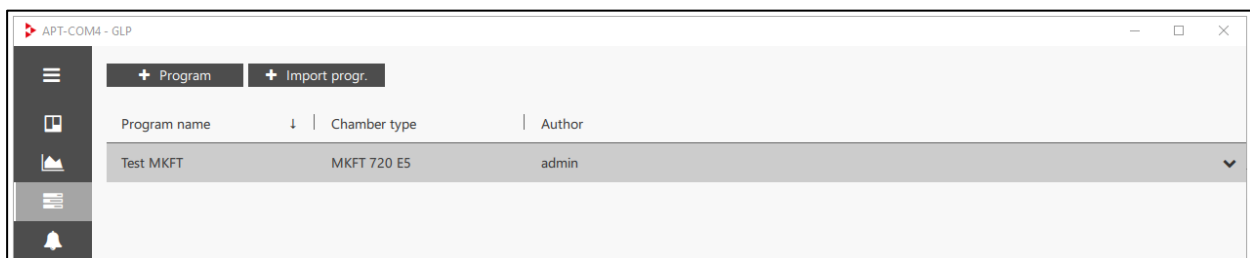 APT-COM4 - GLP
Program Import progr.
Program name Chamber type Author
Test MKFT MKFT 720 E5 admin